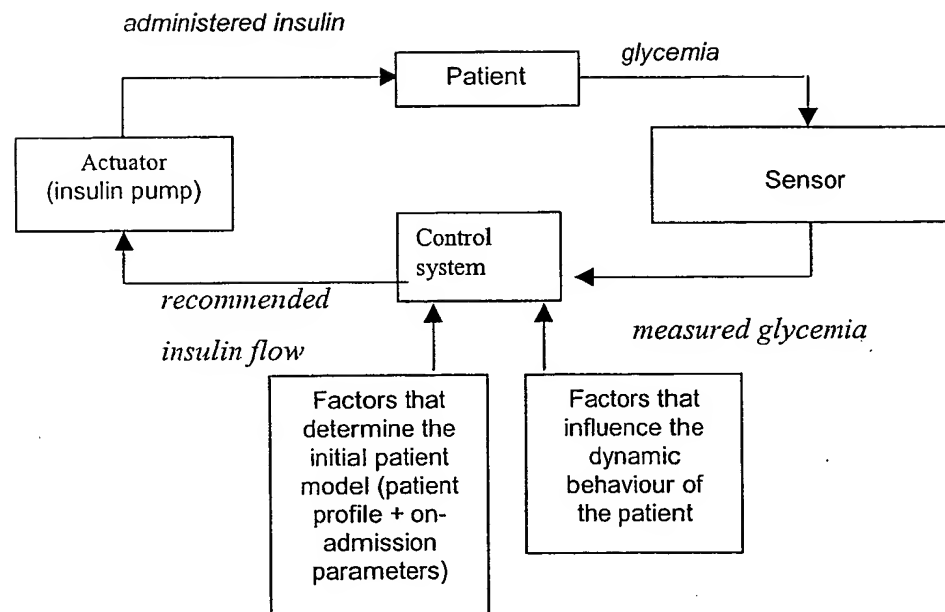 administered insulin
Patient
glycemia
Actuator
(insulin pump)
Sensor
Control
system
recommended
insulin flow
measured glycemia
Factors that
determine the
initial patient
model (patient
profile + on-
admission
parameters)
Factors that
influence the
dynamic
behaviour of
the patient